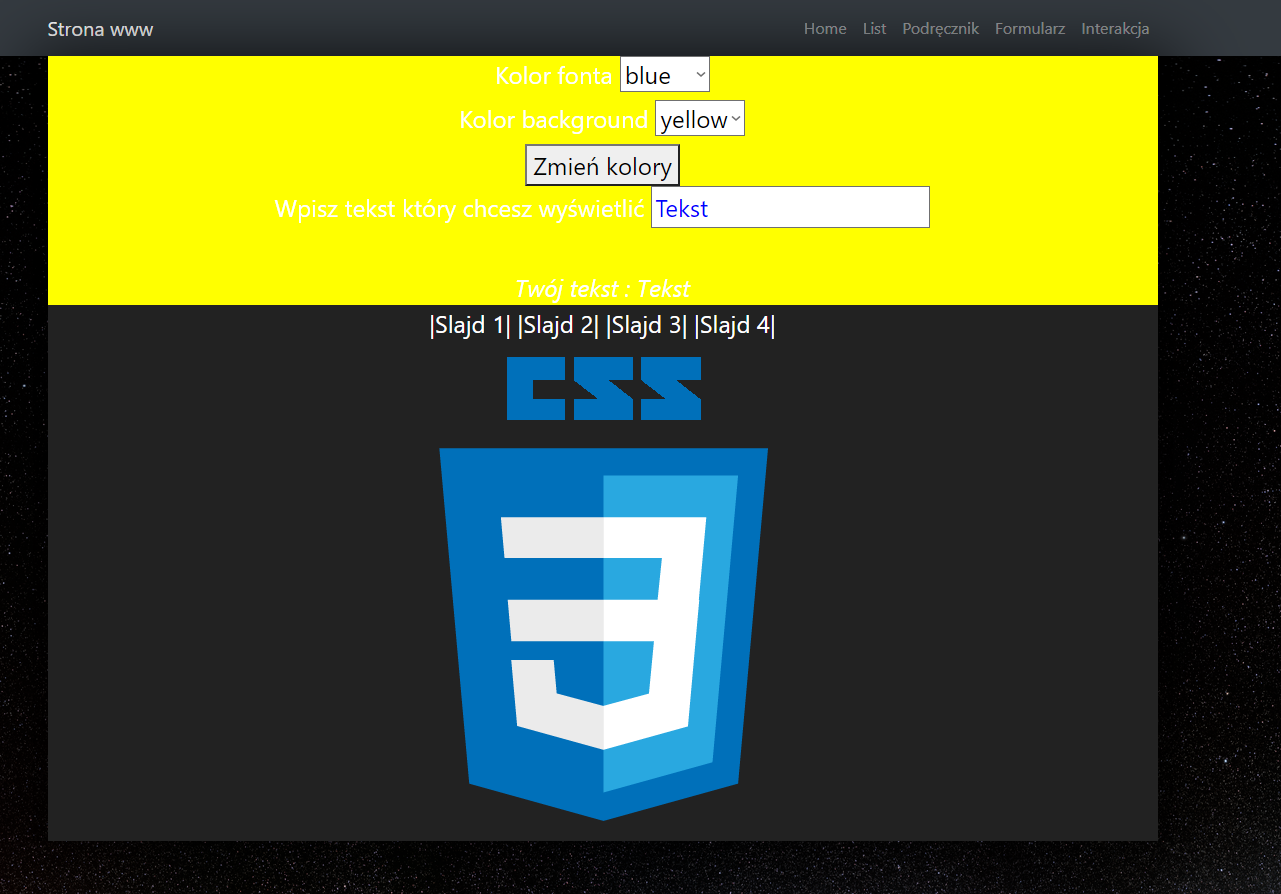 Strona www Home List Podręcznik Formularz Interakcja
Kolor fonta blue
Kolor background yellow
Zmień kolory
Wpisz tekst który chcesz wyświetlić Tekst
Twój tekst : Tekst
|Slajd 1| |Slajd 2| |Slajd 3| |Slajd 4|
CSS
3